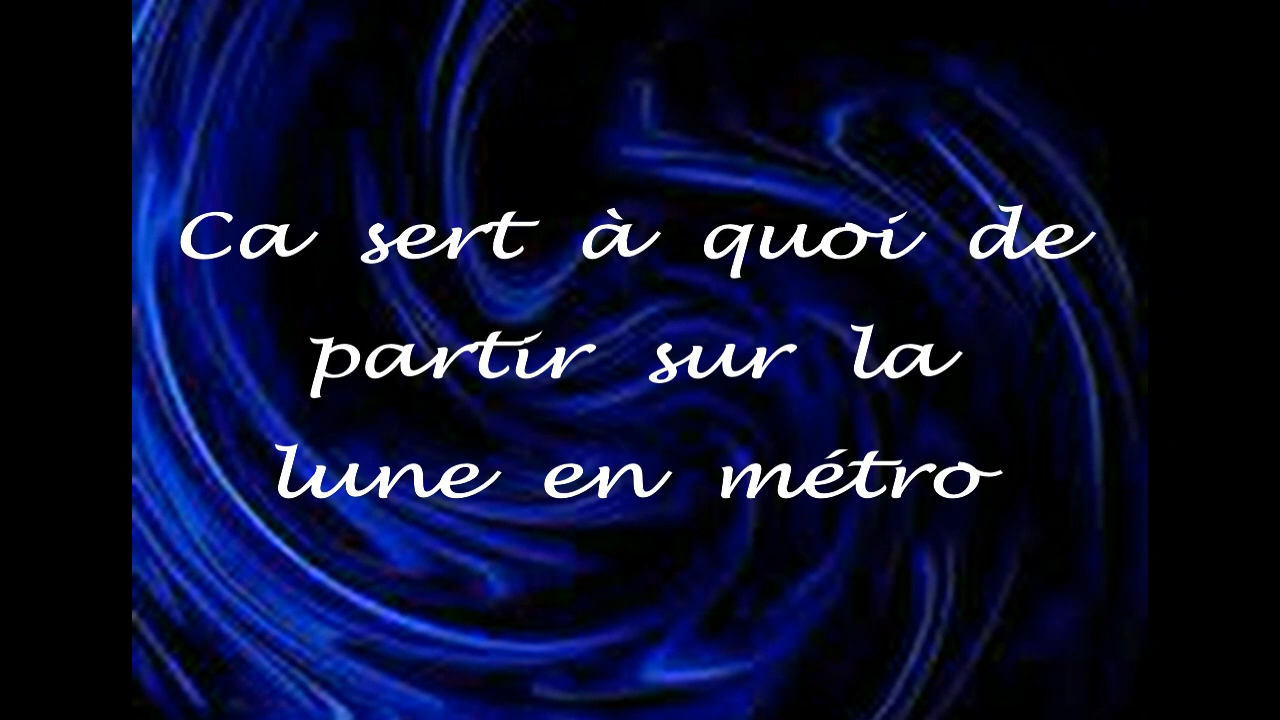 Ca sert à quoi de
partir sur la
lune en métro